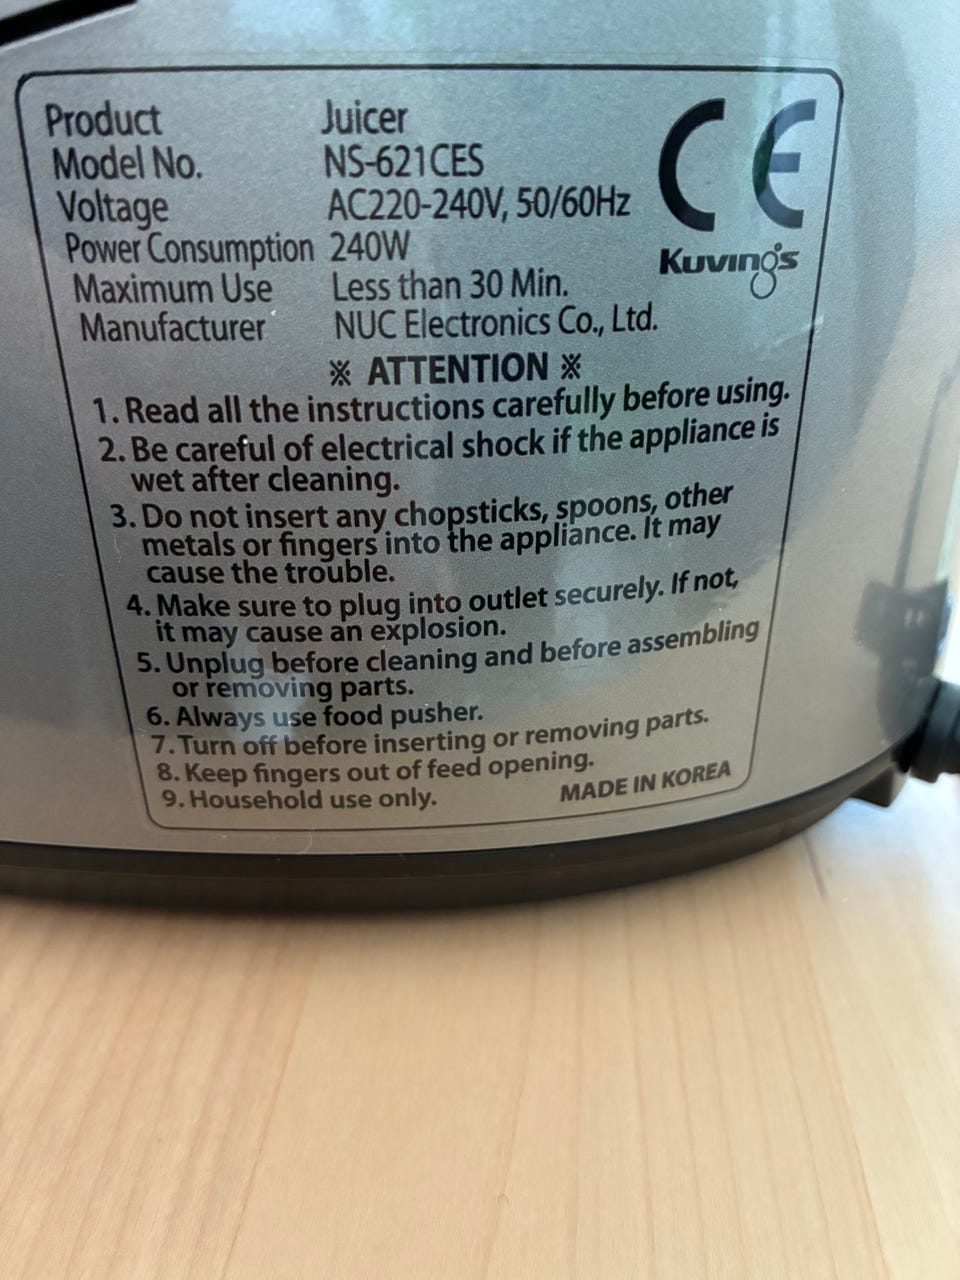 Product Juicer
Model No. NS-621CES
Voltage AC220-240V, 50/60Hz
Power Consumption 240W
Maximum Use Less than 30 Min.
Manufacturer NUC Electronics Co., Ltd.
CE
Kuvings
※ ATTENTION ※
1. Read all the instructions carefully before using.
2. Be careful of electrical shock if the appliance is
wet after cleaning.
3. Do not insert any chopsticks, spoons, other
metals or fingers into the appliance. It may
cause the trouble.
4. Make sure to plug into outlet securely. If not,
it may cause an explosion.
5. Unplug before cleaning and before assembling
or removing parts.
6. Always use food pusher.
7. Turn off before inserting or removing parts.
8. Keep fingers out of feed opening.
9. Household use only.
MADE IN KOREA